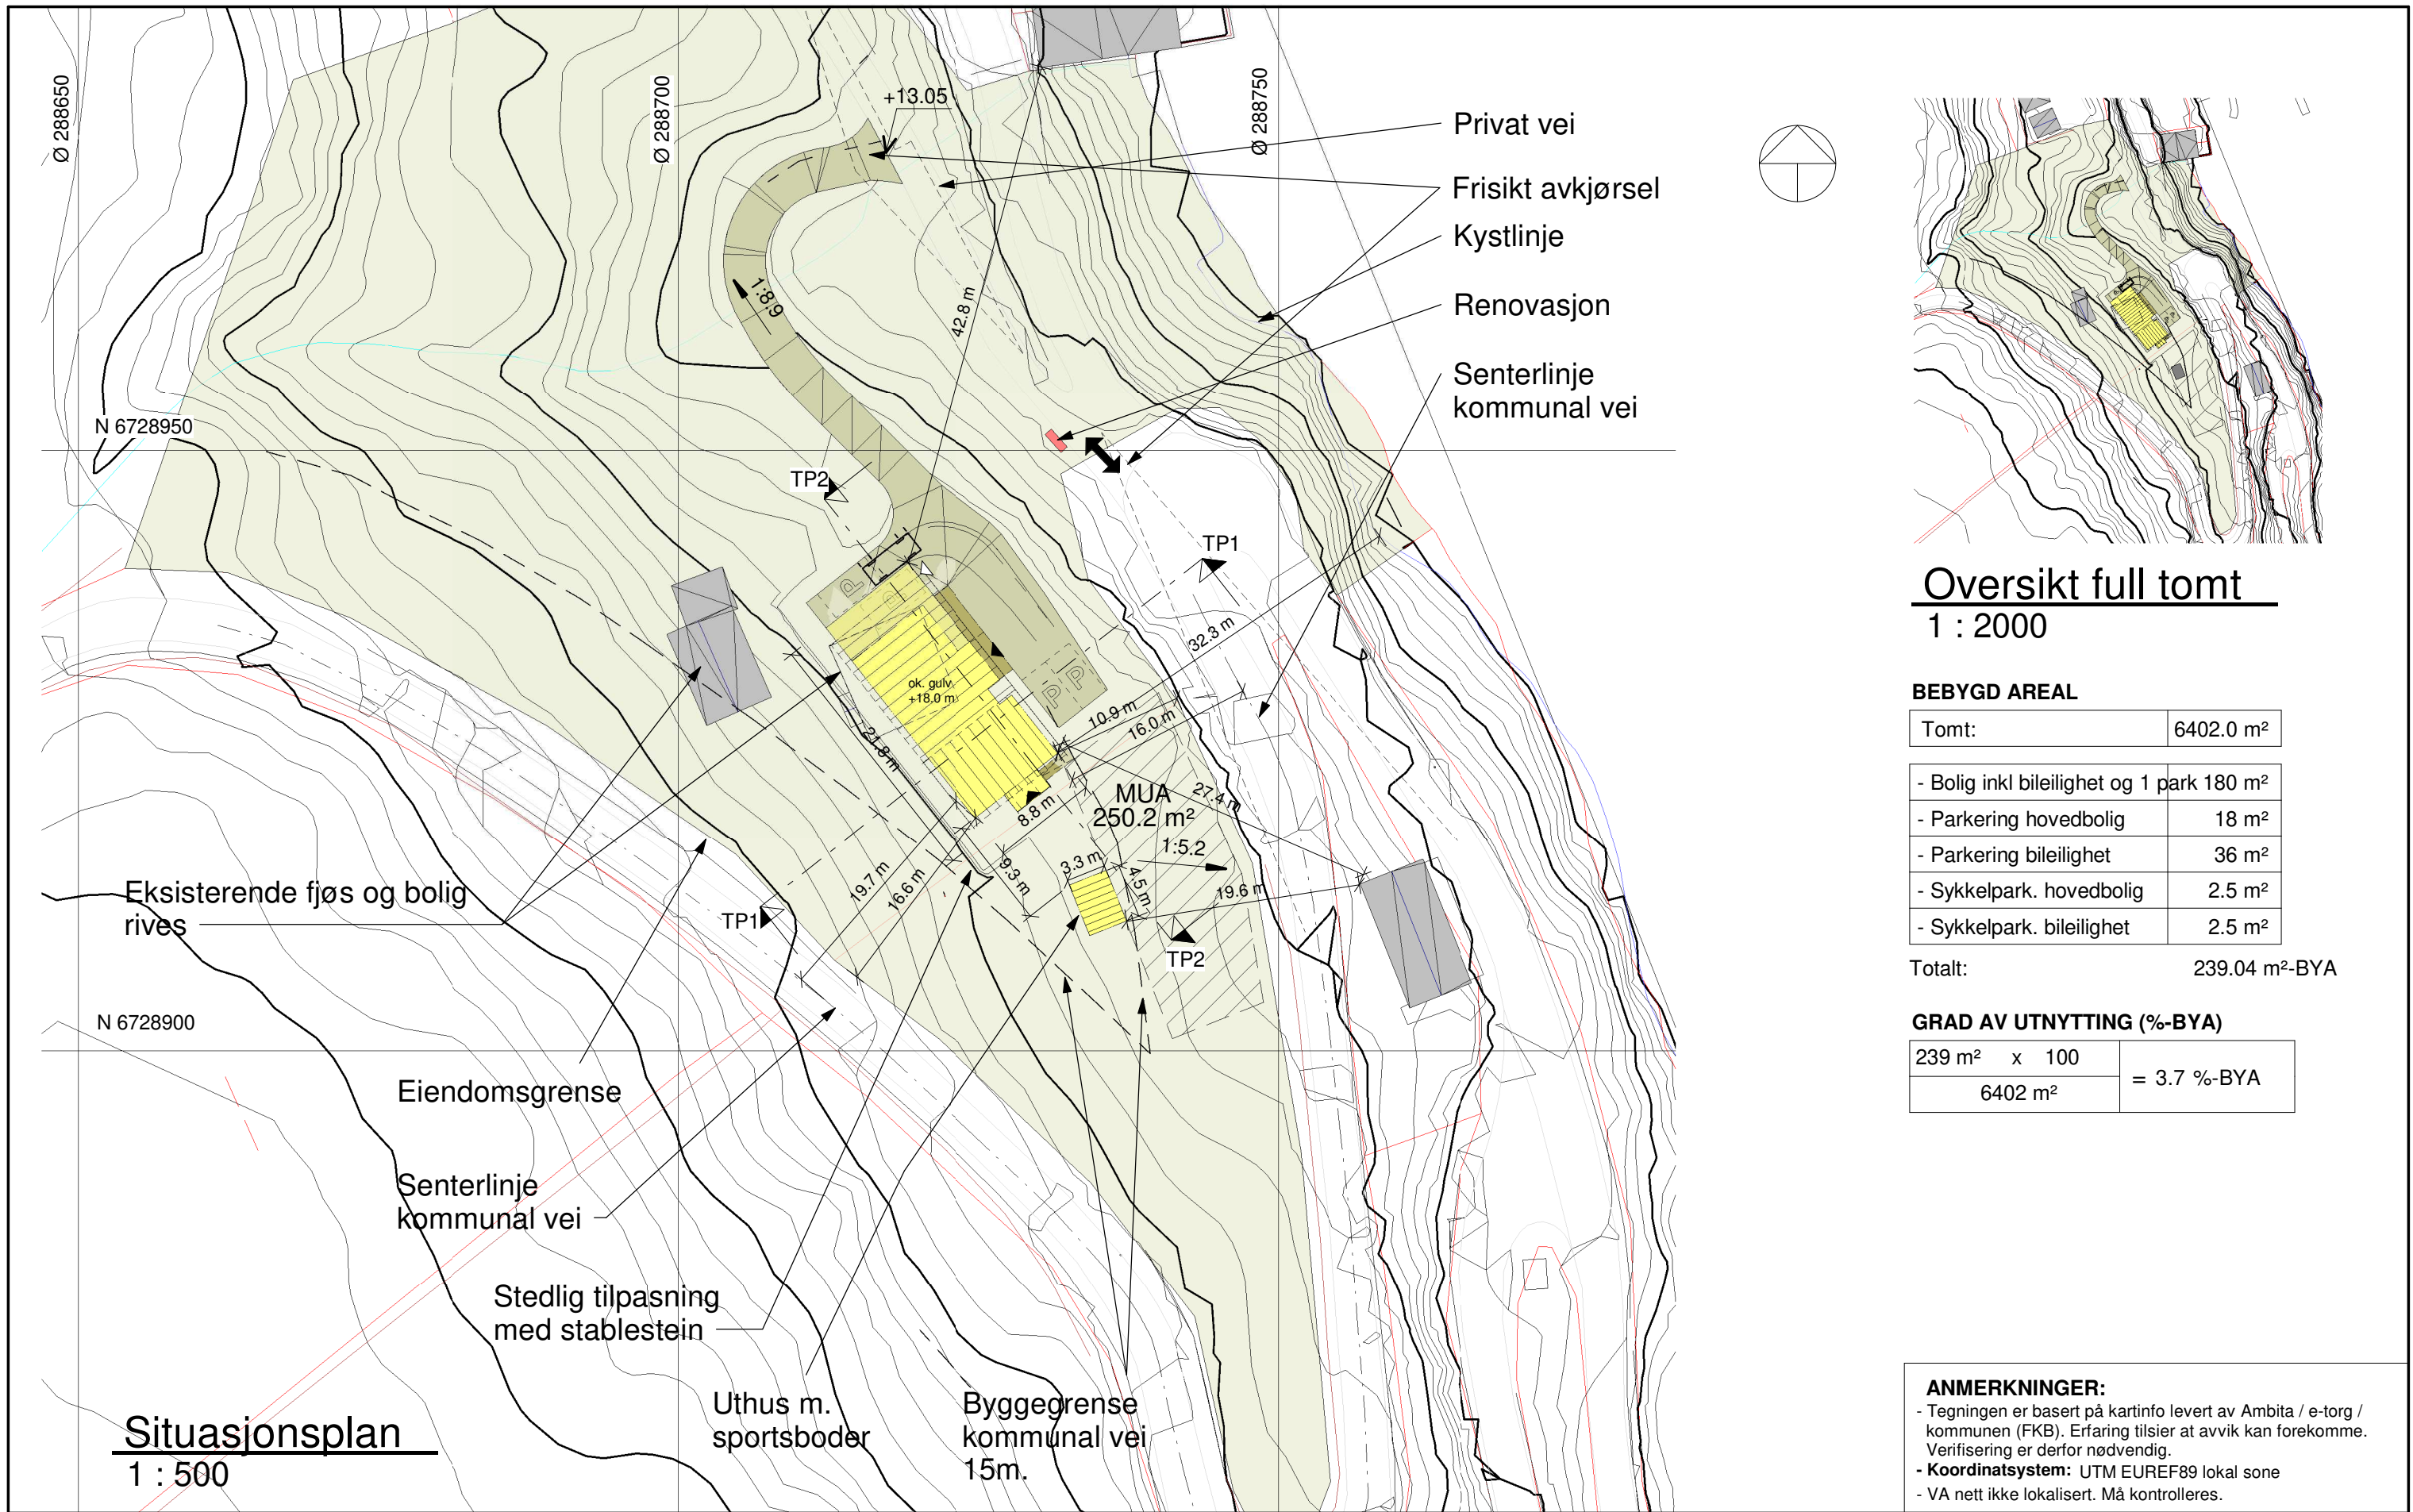 Ø 288650
Ø 288700
Ø 288750
+13.05
Privat vei
Frisikt avkjørsel
Kystlinje
Renovasjon
Senterlinje
kommunal vei
1:8.9
42.8 m
N 6728950
TP2
TP1
P
P
P P
32.3 m
ok. gulv
+18.0 m
21.8 m
10.9 m
16.0 m
MUA
250.2 m²
27.4 m
8.8 m
1:5.2
3.3 m
9.3 m
4.5 m
19.6 m
19.7 m
16.6 m
TP1
TP2
Eksisterende fjøs og bolig
rives
N 6728900
Eiendomsgrense
Senterlinje
kommunal vei
Stedlig tilpasning
med stablestein
Uthus m.
sportsboder
Byggegrense
kommunal vei
15m.
Situasjonsplan
1 : 500
Oversikt full tomt
1 : 2000
BEBYGD AREAL
Tomt: 6402.0 m²
- Bolig inkl bileilighet og 1 park 180 m²
- Parkering hovedbolig 18 m²
- Parkering bileilighet 36 m²
- Sykkelpark. hovedbolig 2.5 m²
- Sykkelpark. bileilighet 2.5 m²
Totalt: 239.04 m²-BYA
GRAD AV UTNYTTING (%-BYA)
239 m² x 100
6402 m²
= 3.7 %-BYA
ANMERKNINGER:
- Tegningen er basert på kartinfo levert av Ambita / e-torg /
kommunen (FKB). Erfaring tilsier at avvik kan forekomme.
Verifisering er derfor nødvendig.
- Koordinatsystem: UTM EUREF89 lokal sone
- VA nett ikke lokalisert. Må kontrolleres.